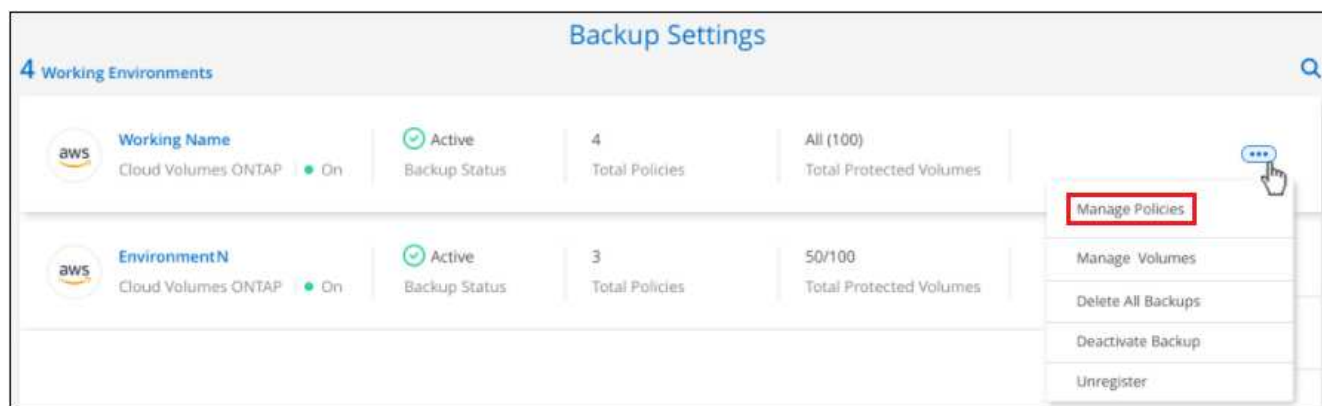 Backup Settings
4 Working Environments
aws
Working Name
Cloud Volumes ONTAP On
Active
Backup Status
4
Total Policies
All (100)
Total Protected Volumes
Manage Policies
Manage Volumes
Delete All Backups
Deactivate Backup
Unregister
aws
EnvironmentN
Cloud Volumes ONTAP On
Active
Backup Status
3
Total Policies
50/100
Total Protected Volumes